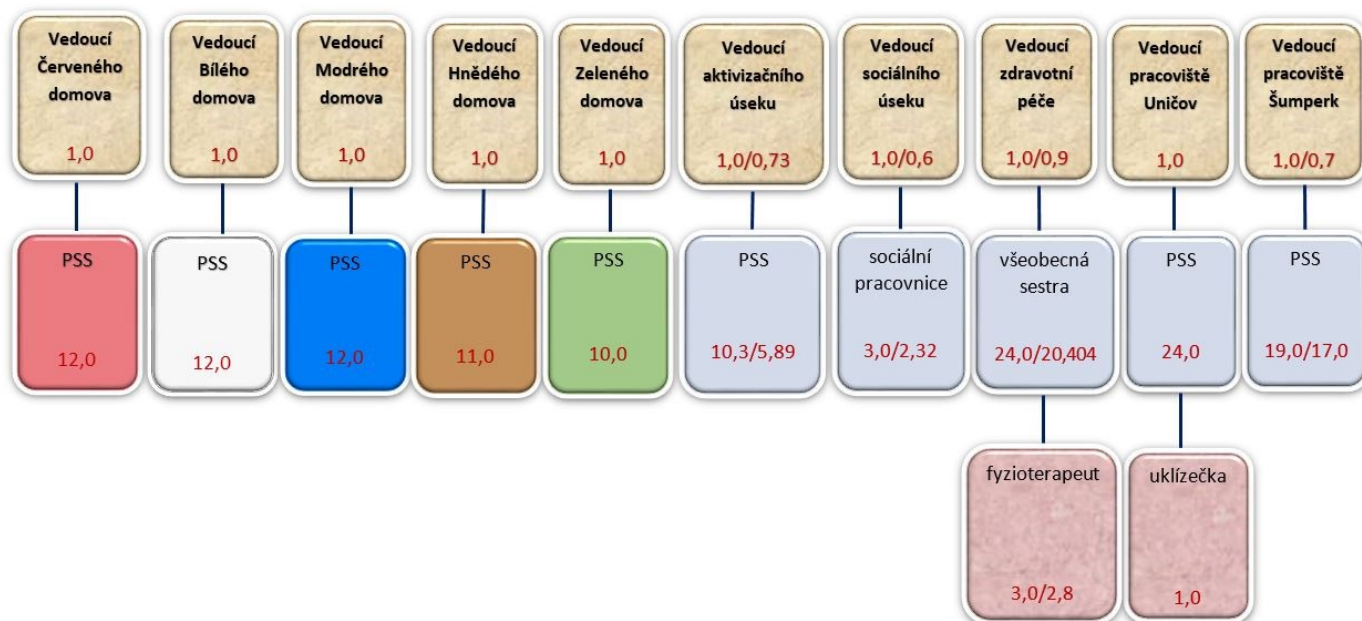 Vedoucí
Červeného
domova
1,0
Vedoucí
Bílého
domova
1,0
Vedoucí
Modrého
domova
1,0
Vedoucí
Hnědého
domova
1,0
Vedoucí
Zeleného
domova
1,0
Vedoucí
aktivizačního
úseku
1,0/0,73
Vedoucí
sociálního
úseku
1,0/0,6
Vedoucí
zdravotní
péče
1,0/0,9
Vedoucí
pracoviště
Uničov
1,0
Vedoucí
pracoviště
Šumperk
1,0/0,7
PSS
12,0
PSS
12,0
PSS
12,0
PSS
11,0
PSS
10,0
PSS
10,3/5,89
sociální
pracovnice
3,0/2,32
všeobecná
sestra
24,0/20,404
PSS
24,0
PSS
19,0/17,0
fyzioterapeut
3,0/2,8
uklízečka
1,0